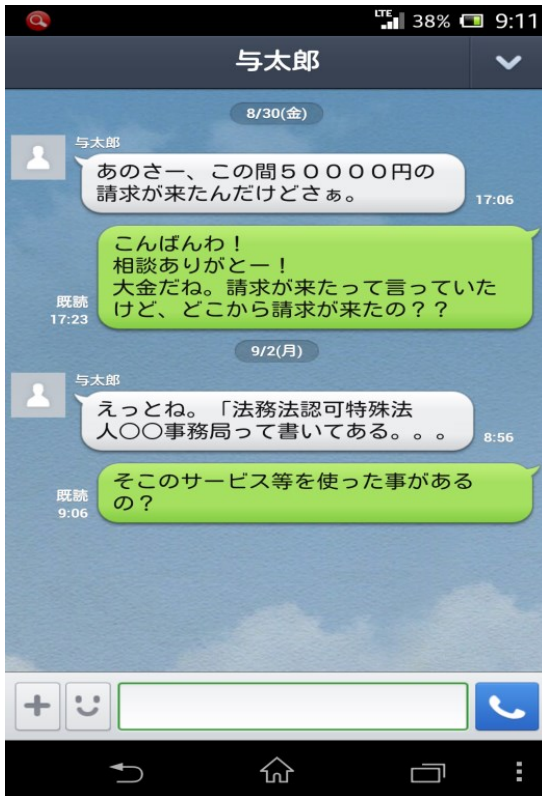 LTE 38% 9:11
与太郎
8/30(金)
与太郎
あのさー、この間５００００円の
請求が来たんだけどさぁ。
17:06
こんばんわ！
相談ありがとー！
大金だね。請求が来たって言っていた
けど、どこから請求が来たの？？
既読
17:23
9/2(月)
与太郎
えっとね。「法務法認可特殊法
人〇〇事務局って書いてある。。。
8:56
そこのサービス等を使った事がある
の？
既読
9:06